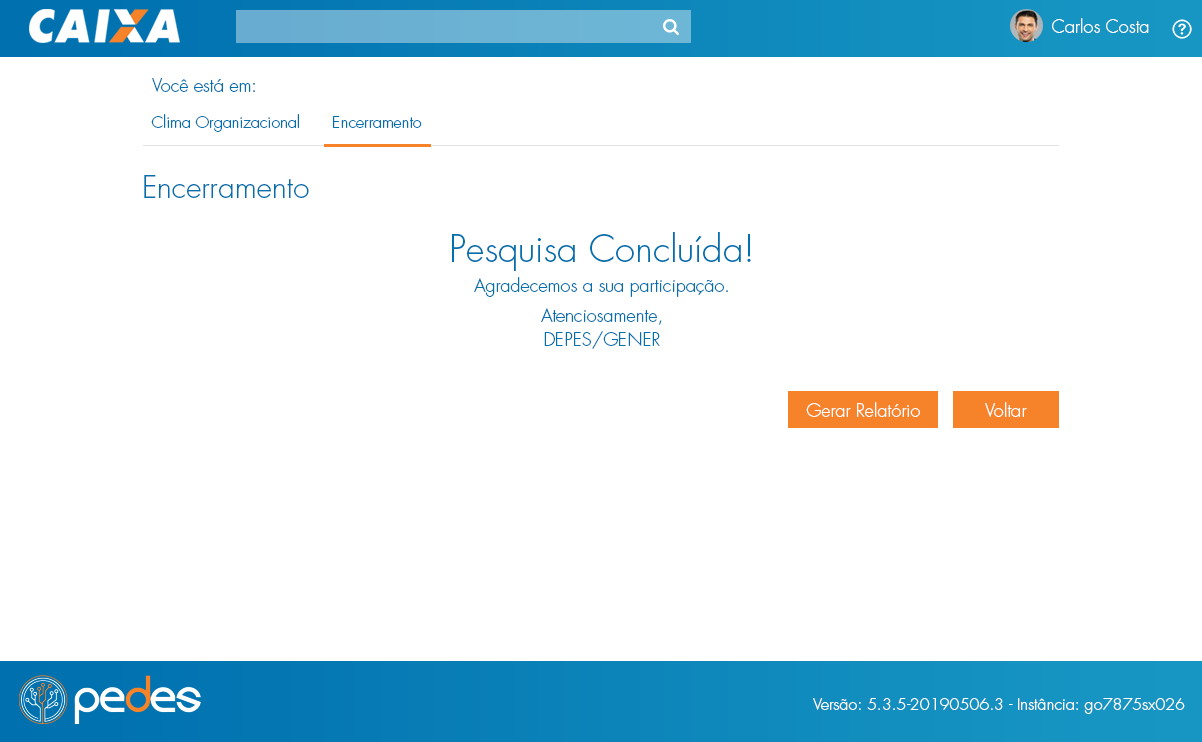 CAIXA
Carlos Costa
Você está em:
Clima Organizacional Encerramento
Encerramento
Pesquisa Concluída!
Agradecemos a sua participação.
Atenciosamente,
DEPES/GENER
Gerar Relatório Voltar
pedes
Versão: 5.3.5-20190506.3 - Instância: go7875sx026